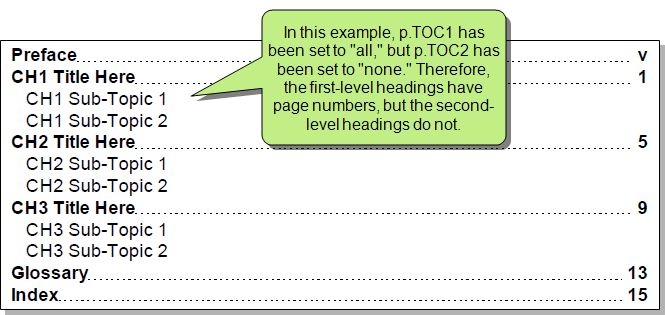 In this example, p.TOC1 has
been set to "all," but p.TOC2 has
been set to "none." Therefore,
the first-level headings have
page numbers, but the second-
level headings do not.
Preface v
CH1 Title Here 1
CH1 Sub-Topic 1
CH1 Sub-Topic 2
CH2 Title Here 5
CH2 Sub-Topic 1
CH2 Sub-Topic 2
CH3 Title Here 9
CH3 Sub-Topic 1
CH3 Sub-Topic 2
Glossary 13
Index 15